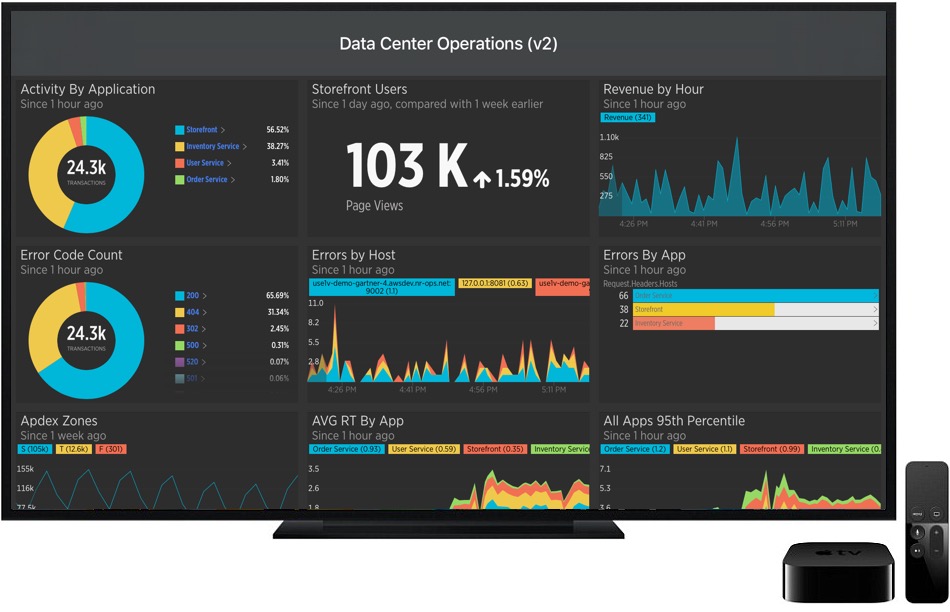 Data Center Operations (v2)
Activity By Application
Since 1 hour ago
24.3k
TRANSACTIONS
Storefront > 56.52%
Inventory Service > 38.27%
User Service > 3.41%
Order Service > 1.80%
Storefront Users
Since 1 day ago, compared with 1 week earlier
103 K 1.59%
Page Views
Revenue by Hour
Since 1 hour ago
Revenue (341)
1.10k
825
550
275
4:26 PM 4:41 PM 4:56 PM 5:11 PM
Error Code Count
Since 1 hour ago
24.3k
TRANSACTIONS
200 > 65.69%
404 > 31.34%
302 > 2.45%
500 > 0.31%
520 > 0.07%
501 > 0.06%
Errors by Host
Since 1 hour ago
uselv-demo-gartner-4.awsdev.nr-ops.net:
9002 (1.1)
127.0.0.1:8081 (0.63)
uselv-demo-ga
11.0
8.2
5.5
2.8
4:26 PM 4:41 PM 4:56 PM 5:11 PM
Errors By App
Since 1 hour ago
Request.Headers.Hosts
66 Order Service >
38 Storefront >
22 Inventory Service >
Apdex Zones
Since 1 week ago
S (105k) T (12.6k) F (301)
155k
116k
77.5k
AVG RT By App
Since 1 hour ago
Order Service (0.93) User Service (0.59) Storefront (0.35) Inventory Service
3.5
2.6
1.8
All Apps 95th Percentile
Since 1 hour ago
Order Service (1.2) User Service (1.1) Storefront (0.99) Inventory Service (0.
7.1
5.3
3.6
tv
MENU